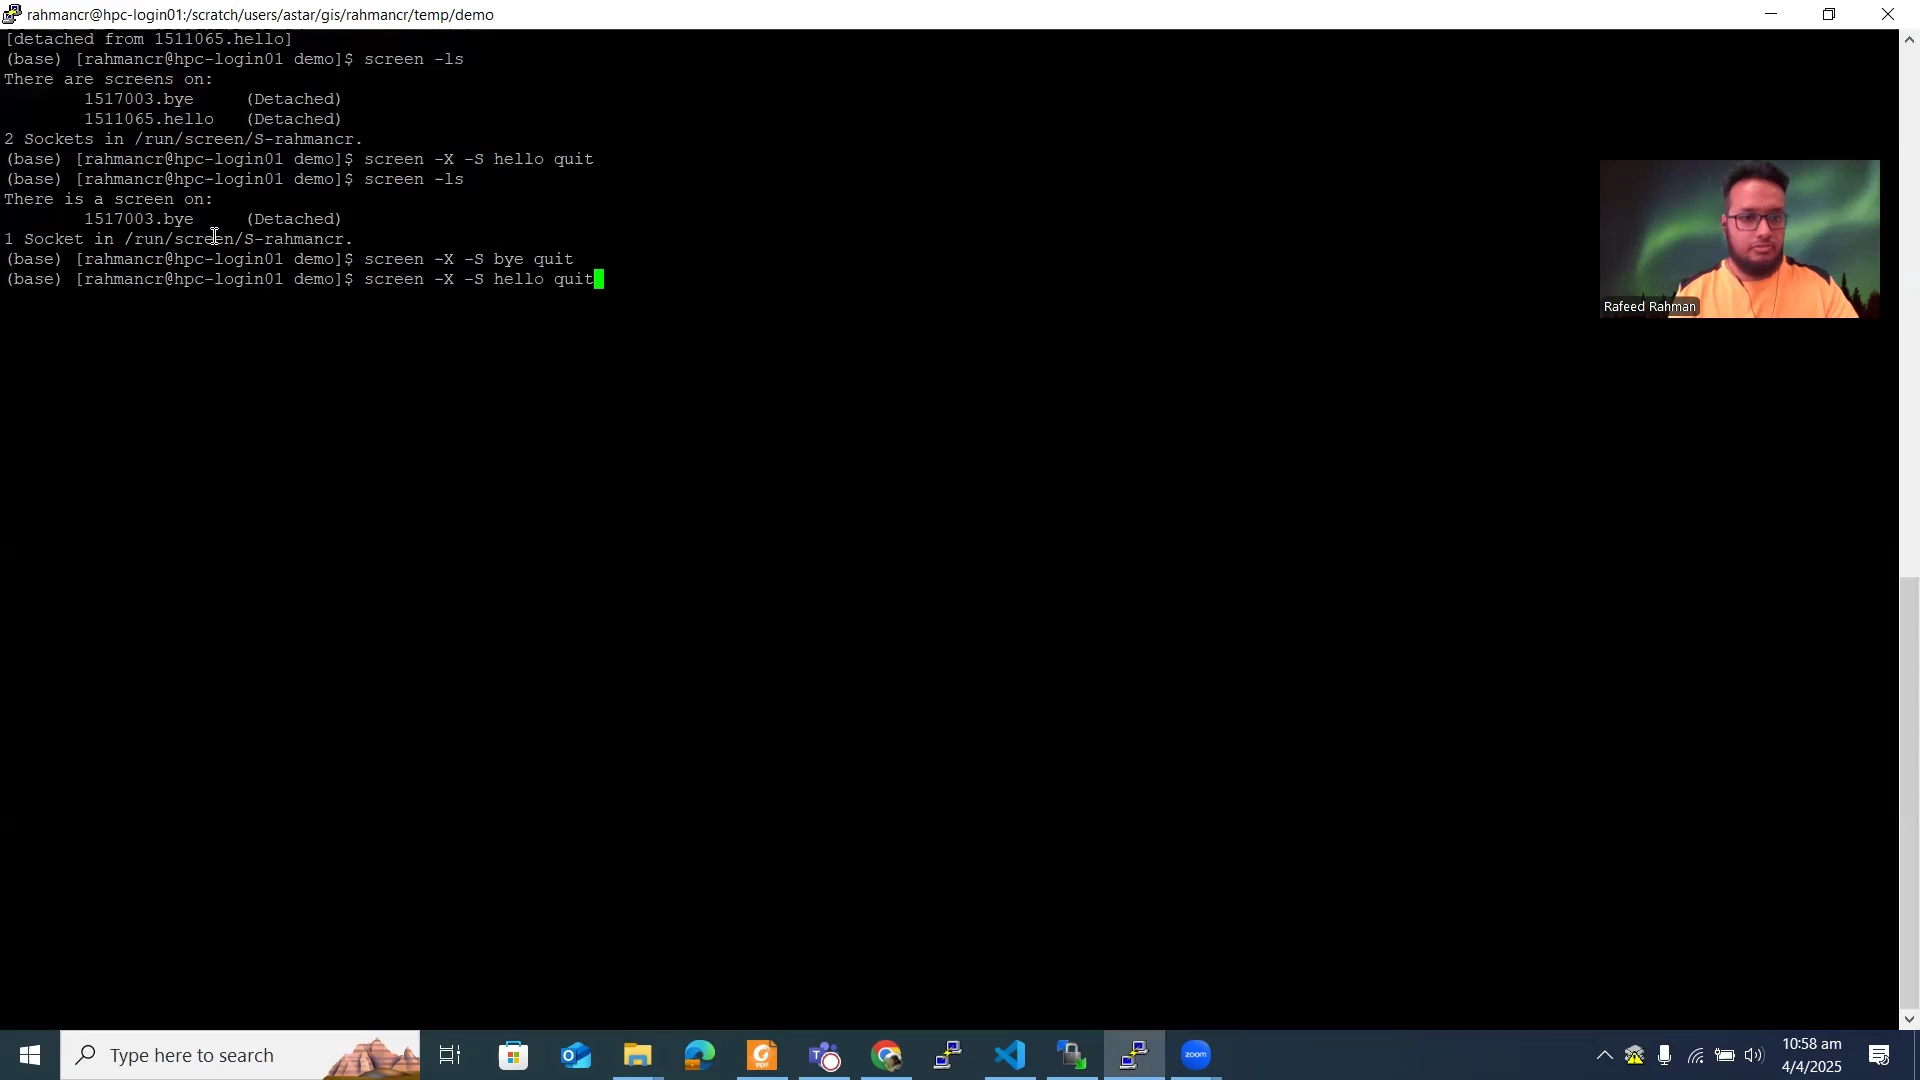 rahmancr@hpc-login01:/scratch/users/astar/gis/rahmancr/temp/demo
[detached from 1511065.hello]
(base) [rahmancr@hpc-login01 demo]$ screen -ls
There are screens on:
1517003.bye (Detached)
1511065.hello (Detached)
2 Sockets in /run/screen/S-rahmancr.
(base) [rahmancr@hpc-login01 demo]$ screen -X -S hello quit
(base) [rahmancr@hpc-login01 demo]$ screen -ls
There is a screen on:
1517003.bye (Detached)
1 Socket in /run/screen/S-rahmancr.
(base) [rahmancr@hpc-login01 demo]$ screen -X -S bye quit
(base) [rahmancr@hpc-login01 demo]$ screen -X -S hello quit
Rafeed Rahman
Type here to search
zoom
10:58 am
4/4/2025